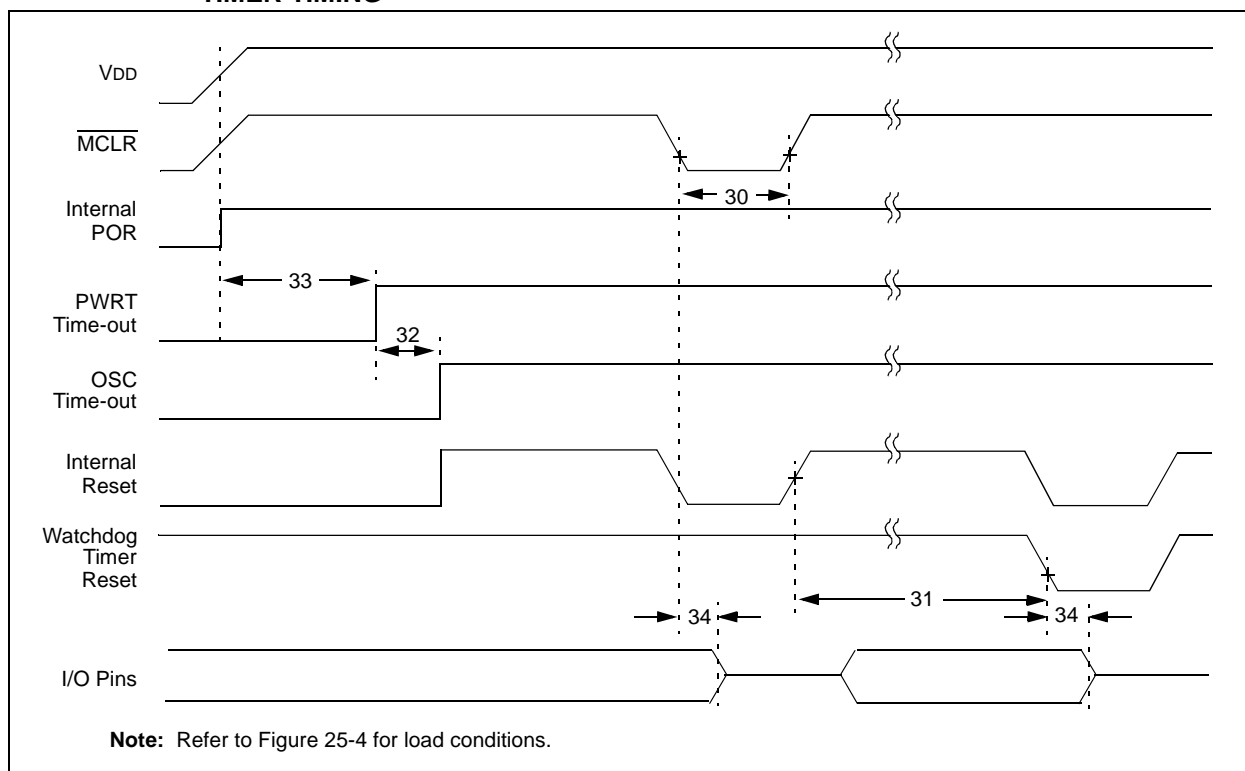 TIMER TIMING
VDD
MCLR
30
Internal
POR
33
PWRT
Time-out
32
OSC
Time-out
Internal
Reset
Watchdog
Timer
Reset
31
34
34
I/O Pins
Note: Refer to Figure 25-4 for load conditions.